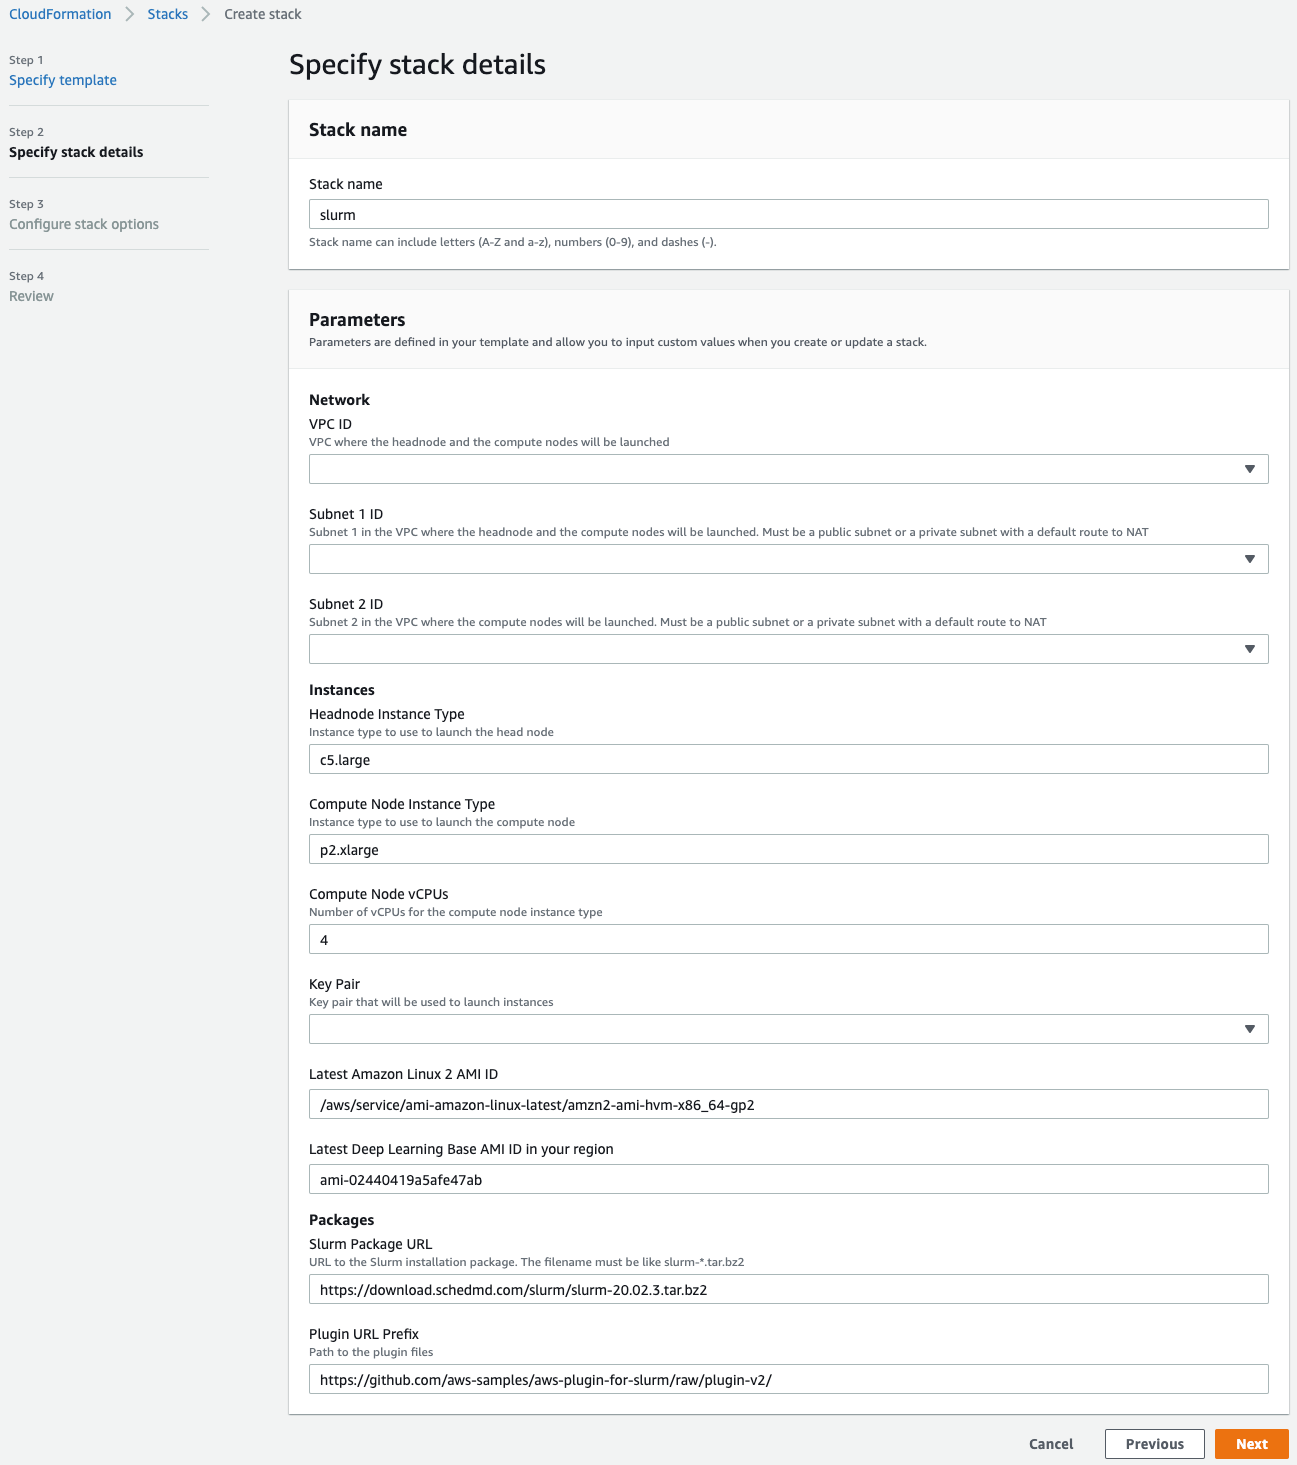 CloudFormation > Stacks > Create stack
Step 1
Specify template
Step 2
Specify stack details
Step 3
Configure stack options
Step 4
Review
Specify stack details
Stack name
Stack name
slurm
Stack name can include letters (A-Z and a-z), numbers (0-9), and dashes (-).
Parameters
Parameters are defined in your template and allow you to input custom values when you create or update a stack.
Network
VPC ID
VPC where the headnode and the compute nodes will be launched
Subnet 1 ID
Subnet 1 in the VPC where the headnode and the compute nodes will be launched. Must be a public subnet or a private subnet with a default route to NAT
Subnet 2 ID
Subnet 2 in the VPC where the compute nodes will be launched. Must be a public subnet or a private subnet with a default route to NAT
Instances
Headnode Instance Type
Instance type to use to launch the head node
c5.large
Compute Node Instance Type
Instance type to use to launch the compute node
p2.xlarge
Compute Node vCPUs
Number of vCPUs for the compute node instance type
4
Key Pair
Key pair that will be used to launch instances
Latest Amazon Linux 2 AMI ID
/aws/service/ami-amazon-linux-latest/amzn2-ami-hvm-x86_64-gp2
Latest Deep Learning Base AMI ID in your region
ami-02440419a5afe47ab
Packages
Slurm Package URL
URL to the Slurm installation package. The filename must be like slurm-*.tar.bz2
https://download.schedmd.com/slurm/slurm-20.02.3.tar.bz2
Plugin URL Prefix
Path to the plugin files
https://github.com/aws-samples/aws-plugin-for-slurm/raw/plugin-v2/
Cancel Previous Next